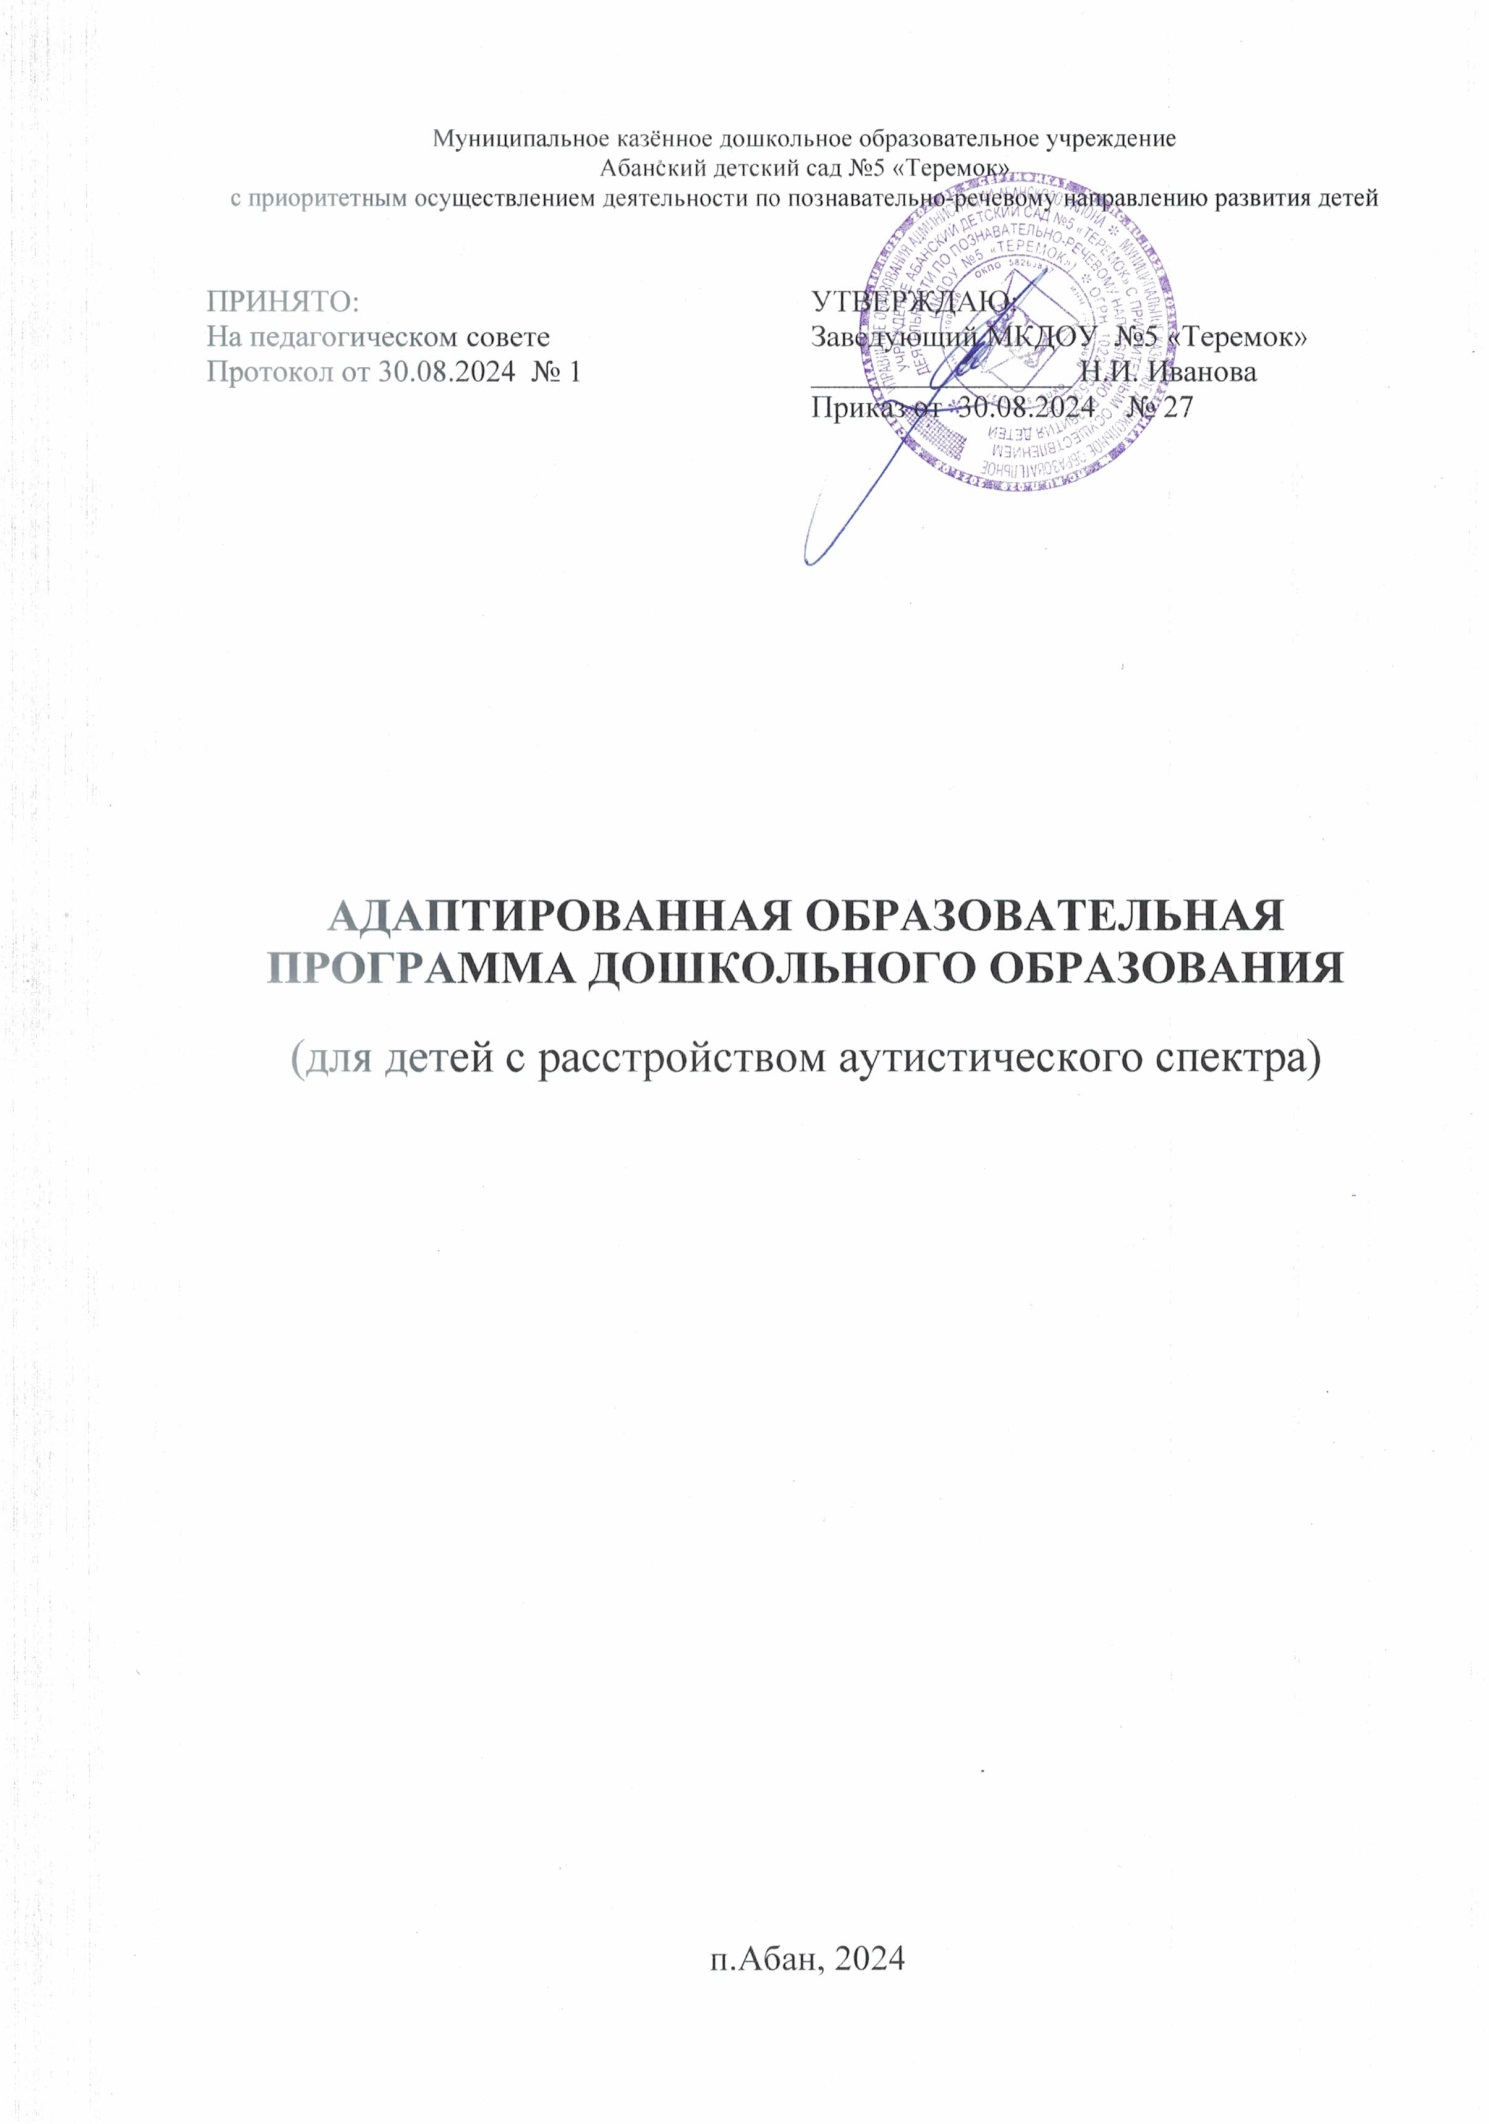 Муниципальное казённое дошкольное образовательное учреждение
Абанский детский сад №5 «Теремок»
с приоритетным осуществлением деятельности по познавательно-речевому направлению развития детей
ПРИНЯТО:
На педагогическом совете
Протокол от 30.08.2024 № 1
УТВЕРЖДАЮ:
Заведующий МКДОУ №5 «Теремок»
________________ Н.И. Иванова
Приказ от 30.08.2024 № 27
АДАПТИРОВАННАЯ ОБРАЗОВАТЕЛЬНАЯ
ПРОГРАММА ДОШКОЛЬНОГО ОБРАЗОВАНИЯ
(для детей с расстройством аутистического спектра)
п.Абан, 2024